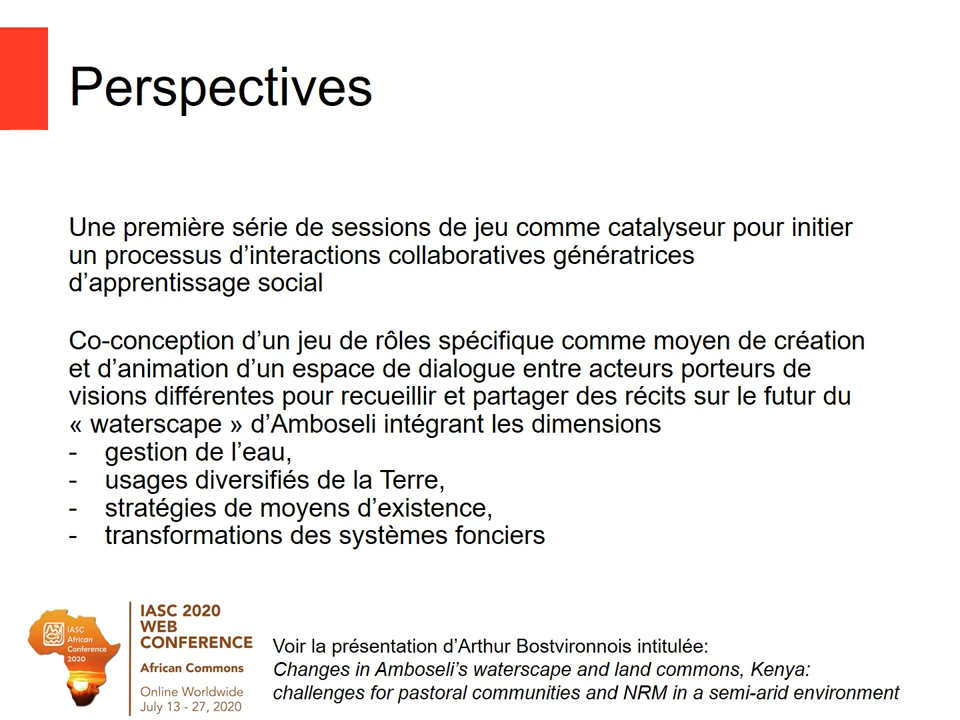 Perspectives
Une première série de sessions de jeu comme catalyseur pour initier
un processus d’interactions collaboratives génératrices
d’apprentissage social
Co-conception d’un jeu de rôles spécifique comme moyen de création
et d’animation d’un espace de dialogue entre acteurs porteurs de
visions différentes pour recueillir et partager des récits sur le futur du
« waterscape » d’Amboseli intégrant les dimensions
- gestion de l’eau,
- usages diversifiés de la Terre,
- stratégies de moyens d’existence,
- transformations des systèmes fonciers
IASC
African
Conference
2020
IASC 2020
WEB
CONFERENCE
African Commons
Online Worldwide
July 13 - 27, 2020
Voir la présentation d’Arthur Bostvironnois intitulée:
Changes in Amboseli’s waterscape and land commons, Kenya:
challenges for pastoral communities and NRM in a semi-arid environment